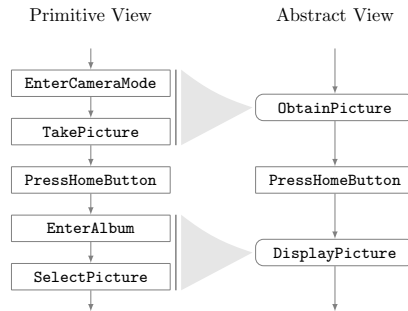 Primitive View
Abstract View
EnterCameraMode
TakePicture
ObtainPicture
PressHomeButton
PressHomeButton
EnterAlbum
SelectPicture
DisplayPicture